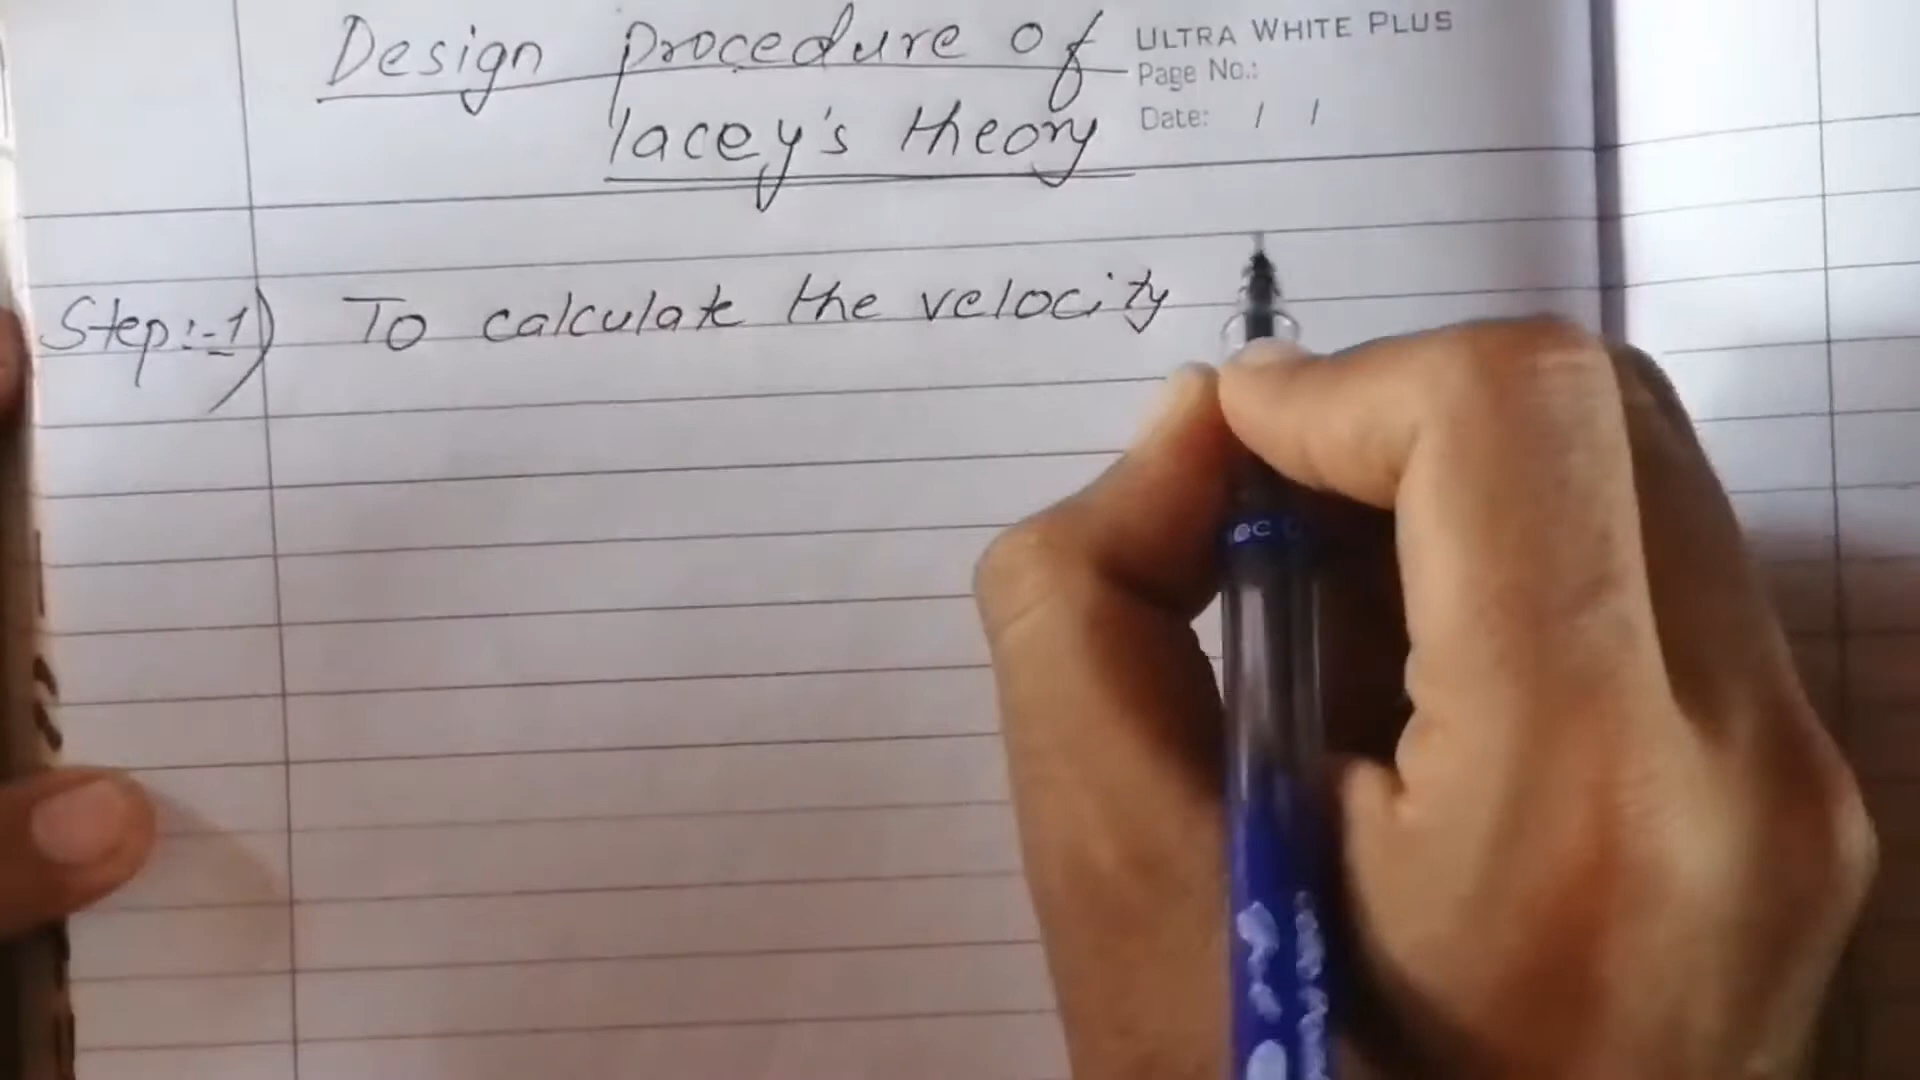 Design procedure of
lacey's theory
ULTRA WHITE PLUS
Page No.:
Date: / /
Step:-1) To calculate the velocity